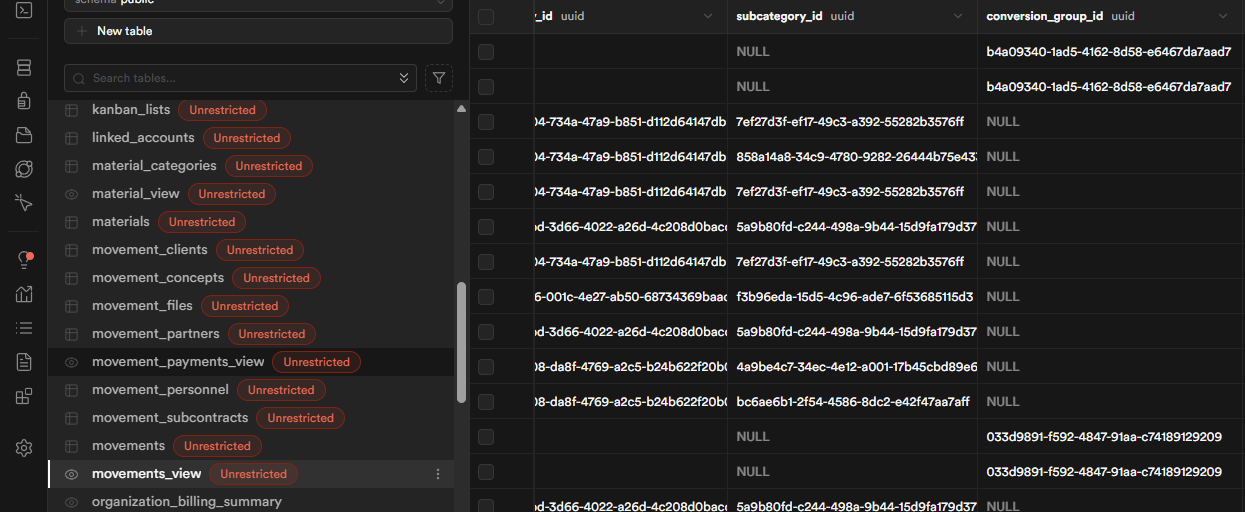 schema public
New table
Search tables...
kanban_lists Unrestricted
linked_accounts Unrestricted
material_categories Unrestricted
material_view Unrestricted
materials Unrestricted
movement_clients Unrestricted
movement_concepts Unrestricted
movement_files Unrestricted
movement_partners Unrestricted
movement_payments_view Unrestricted
movement_personnel Unrestricted
movement_subcontracts Unrestricted
movements Unrestricted
movements_view Unrestricted
organization_billing_summary
y_id uuid subcategory_id uuid conversion_group_id uuid
NULL b4a09340-1ad5-4162-8d58-e6467da7aad7
NULL b4a09340-1ad5-4162-8d58-e6467da7aad7
04-734a-47a9-b851-d112d64147db 7ef27d3f-ef17-49c3-a392-55282b3576ff NULL
04-734a-47a9-b851-d112d64147db 858a14a8-34c9-4780-9282-26444b75e433 NULL
04-734a-47a9-b851-d112d64147db 7ef27d3f-ef17-49c3-a392-55282b3576ff NULL
od-3d66-4022-a26d-4c208d0bacc 5a9b80fd-c244-498a-9b44-15d9fa179d37 NULL
04-734a-47a9-b851-d112d64147db 7ef27d3f-ef17-49c3-a392-55282b3576ff NULL
6-001c-4e27-ab50-68734369baac f3b96eda-15d5-4c96-ade7-6f53685115d3 NULL
od-3d66-4022-a26d-4c208d0bacc 5a9b80fd-c244-498a-9b44-15d9fa179d37 NULL
08-da8f-4769-a2c5-b24b622f20b0 4a9be4c7-34ec-4e12-a001-17b45cbd89e6 NULL
08-da8f-4769-a2c5-b24b622f20b0 bc6ae6b1-2f54-4586-8dc2-e42f47aa7aff NULL
NULL 033d9891-f592-4847-91aa-c74189129209
NULL 033d9891-f592-4847-91aa-c74189129209
od-3d66-4022-a26d-4c208d0bacc 5a9b80fd-c244-498a-9b44-15d9fa179d37 NULL